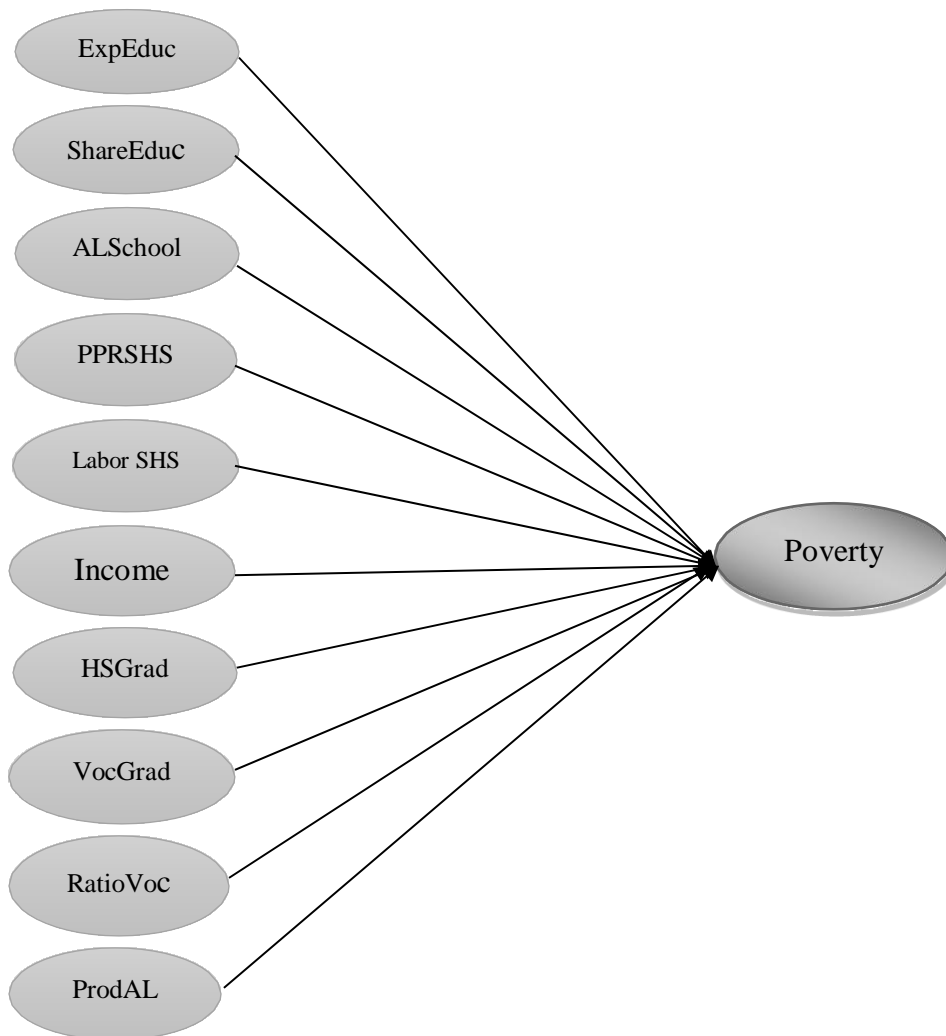 ExpEduc
ShareEduc
ALSchool
PPRSHS
Labor SHS
Income
Poverty
HSGrad
VocGrad
RatioVoc
ProdAL